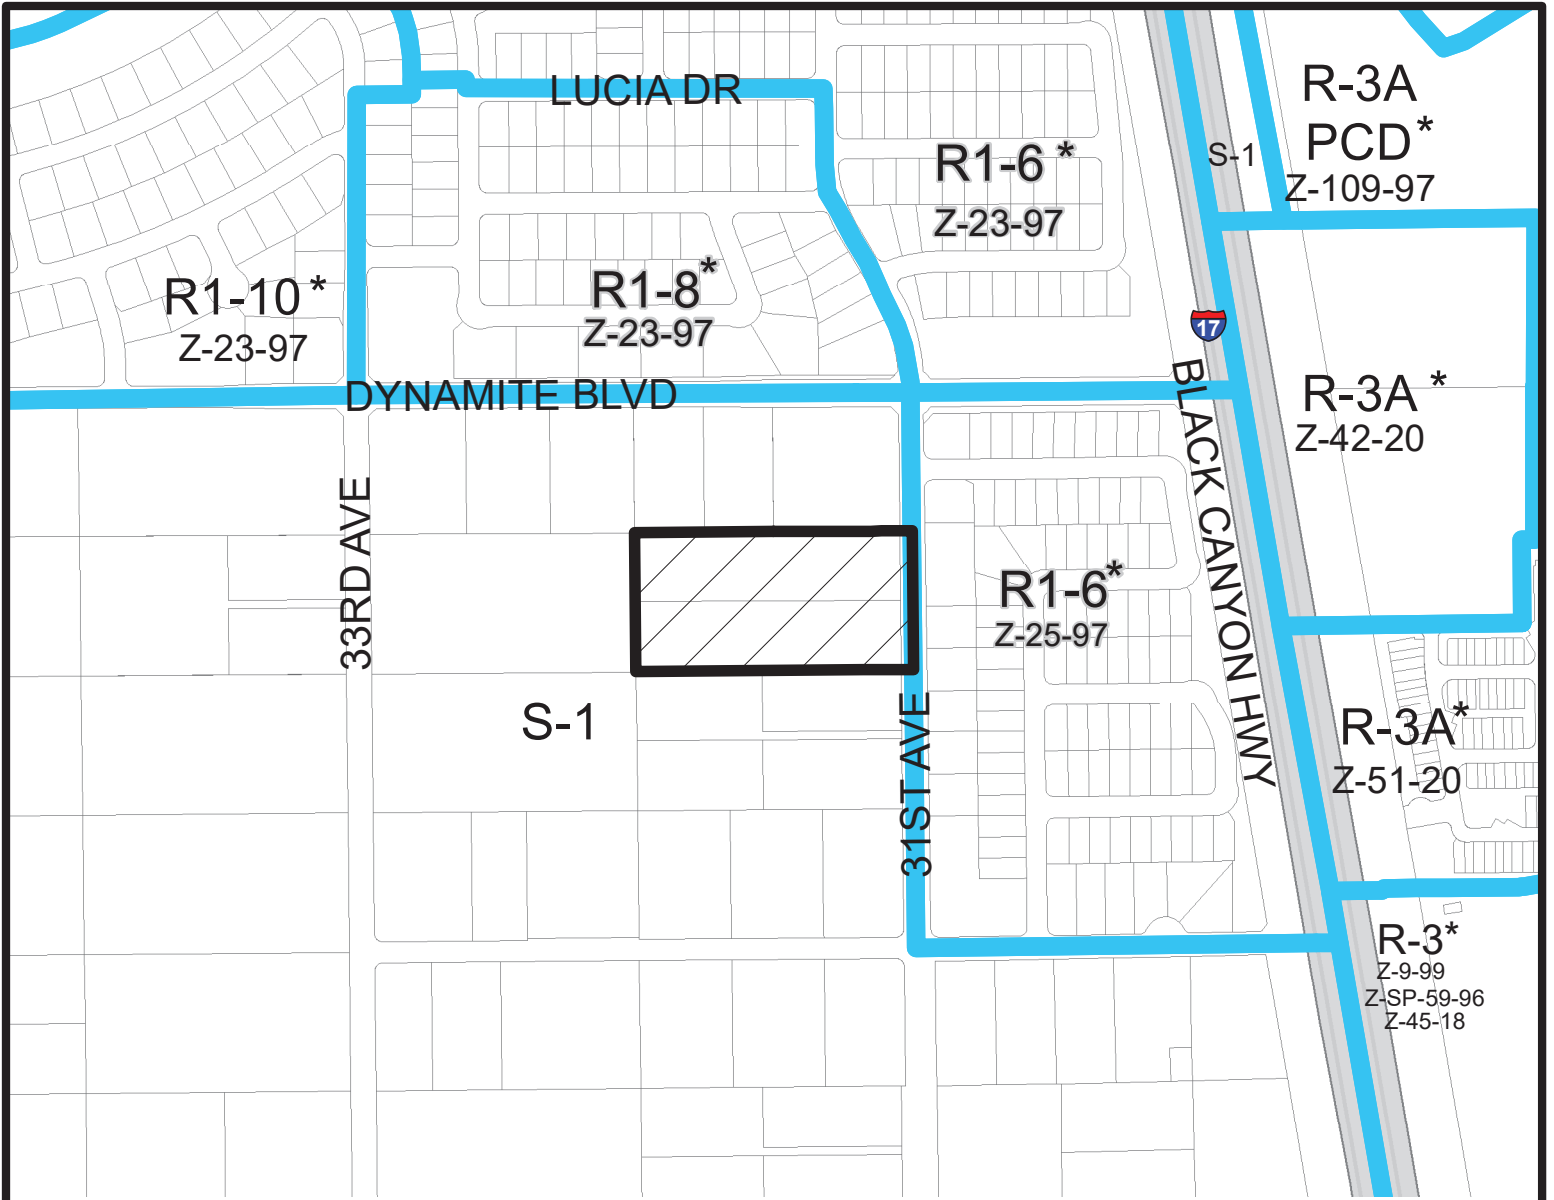 LUCIA DR
R-3A
PCD*
Z-109-97
S-1
R1-6 *
Z-23-97
R1-10 *
Z-23-97
R1-8*
Z-23-97
17
DYNAMITE BLVD
R-3A *
Z-42-20
BLACK CANYON HWY
33RD AVE
R1-6*
Z-25-97
S-1
31ST AVE
R-3A*
Z-51-20
R-3*
Z-9-99
Z-SP-59-96
Z-45-18